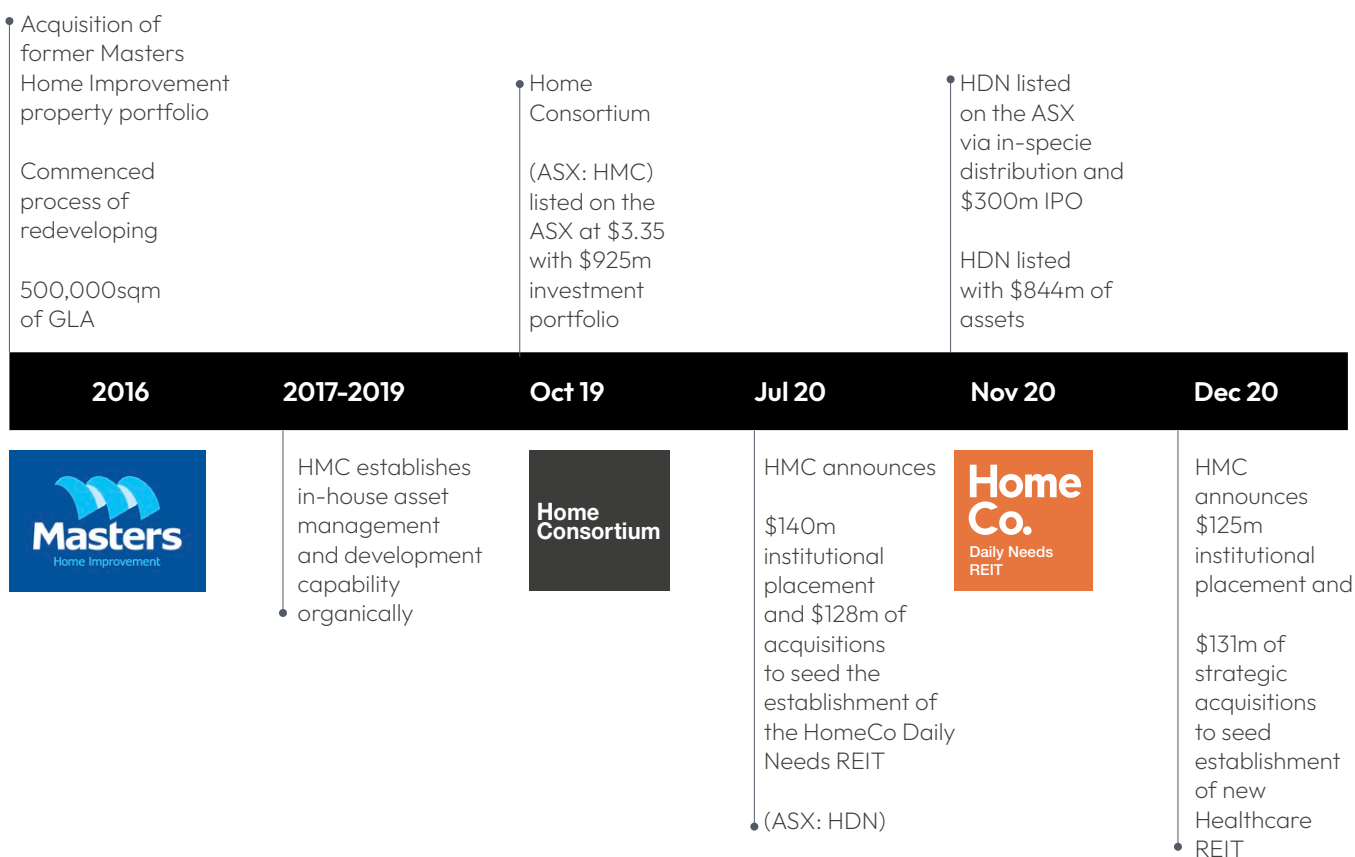 Acquisition of
former Masters
Home Improvement
property portfolio
Commenced
process of
redeveloping
500,000sqm
of GLA
Home
Consortium
(ASX: HMC)
listed on the
ASX at $3.35
with $925m
investment
portfolio
HDN listed
on the ASX
via in-specie
distribution and
$300m IPO
HDN listed
with $844m of
assets
2016
2017-2019
Oct 19
Jul 20
Nov 20
Dec 20
Masters
Home Improvement
HMC establishes
in-house asset
management
and development
capability
organically
Home
Consortium
HMC announces
$140m
institutional
placement
and $128m of
acquisitions
to seed the
establishment of
the HomeCo Daily
Needs REIT
(ASX: HDN)
Home
Co.
Daily Needs
REIT
HMC
announces
$125m
institutional
placement and
$131m of
strategic
acquisitions
to seed
establishment
of new
Healthcare
REIT